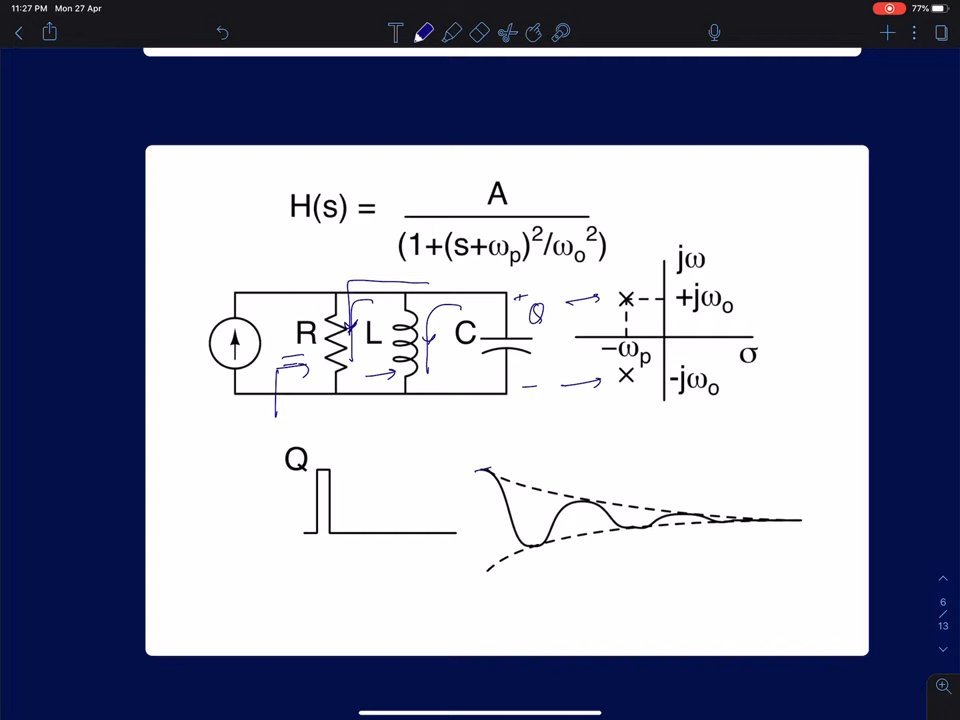 11:27 PM Mon 27 Apr
77%
T
A
H(s) =
(1+(s+ωp)²/ωo²)
jω
+ Q
+jωo
R L C
−ωp
σ
−
-jωo
Q
6
/
13